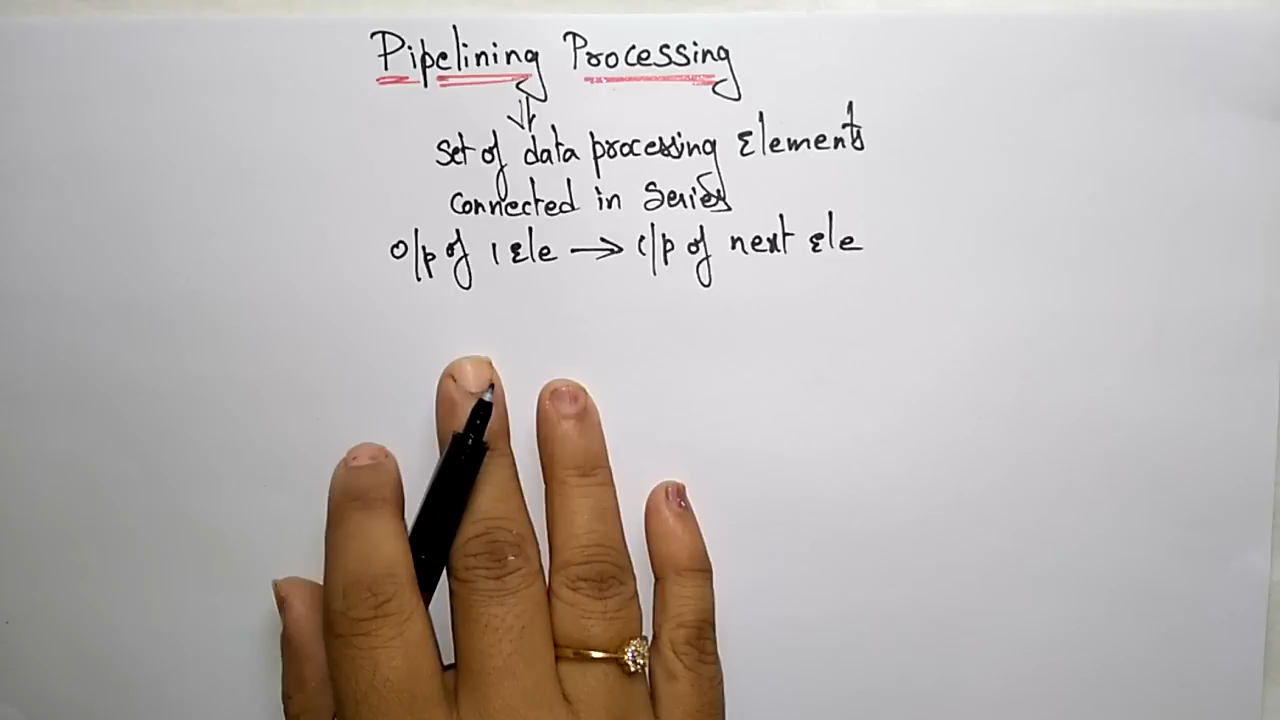 Pipelining Processing
Set of data processing Elements
connected in Series
O/p of 1 Ele → i/p of next Ele